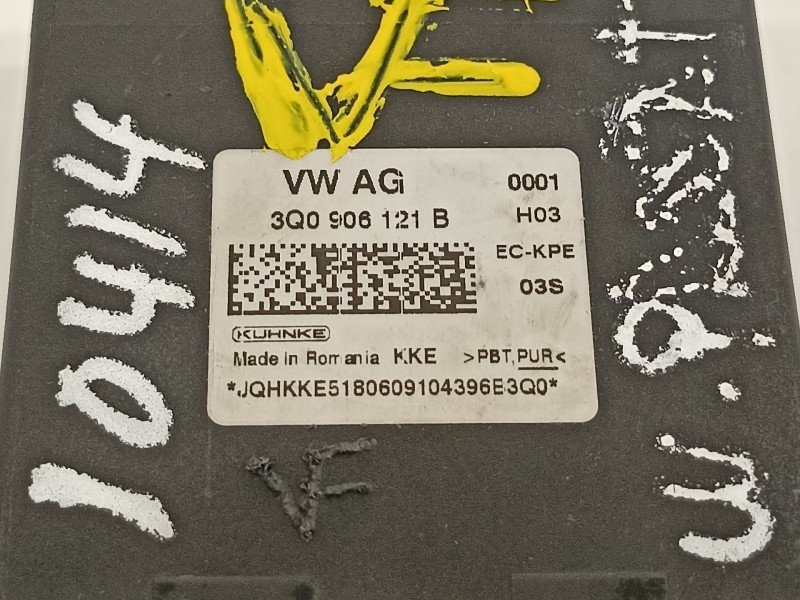 VW AG 0001
3Q0 906 121 B H03
EC-KPE
03S
KUHNKE
Made in Romania KKE >PBT,PUR<
*JQHKKE5180609104396E3Q0*
10414
VF